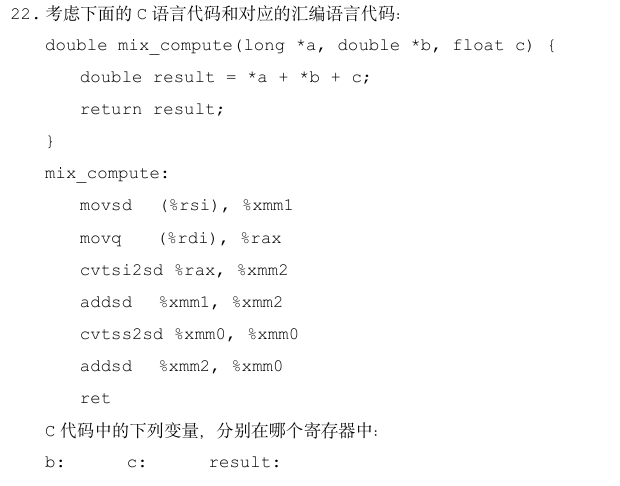 22. 考虑下面的 C 语言代码和对应的汇编语言代码:
double mix_compute(long *a, double *b, float c) {
double result = *a + *b + c;
return result;
}
mix_compute:
movsd (%rsi), %xmm1
movq (%rdi), %rax
cvtsi2sd %rax, %xmm2
addsd %xmm1, %xmm2
cvtss2sd %xmm0, %xmm0
addsd %xmm2, %xmm0
ret
C 代码中的下列变量, 分别在哪个寄存器中:
b: c: result: